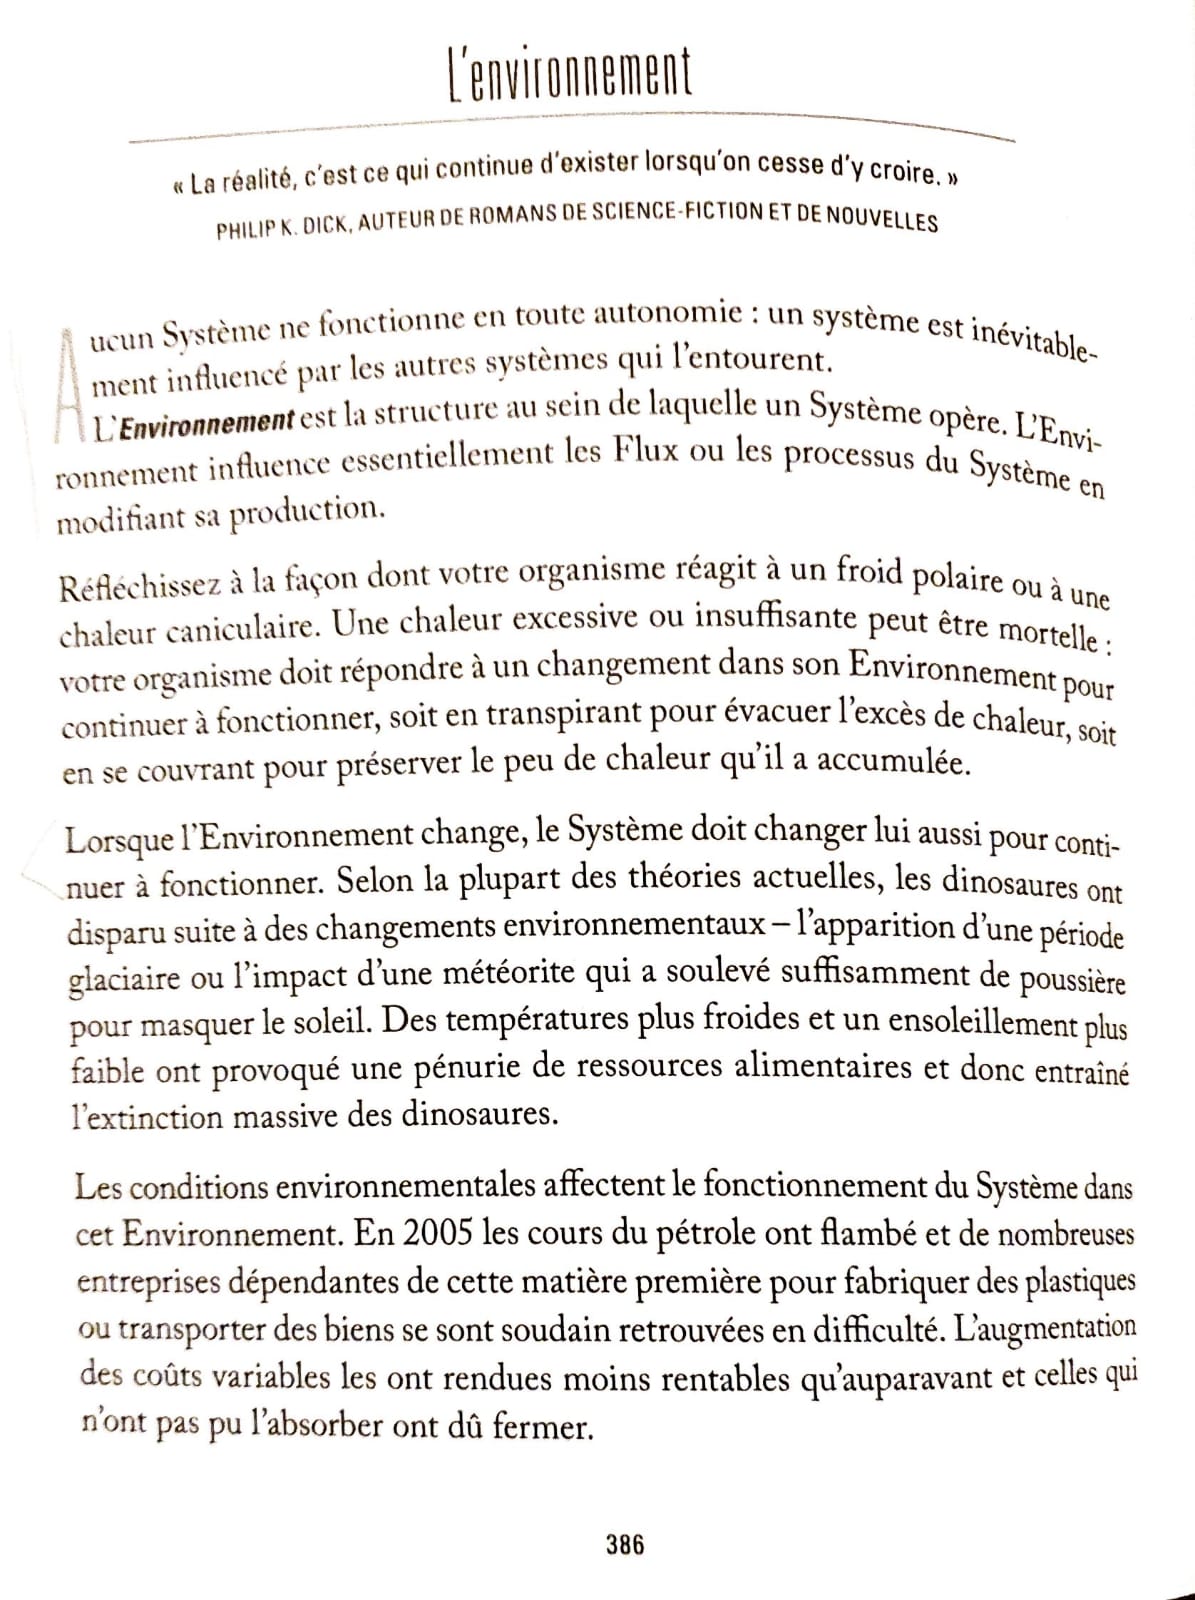 L'environnement
« La réalité, c'est ce qui continue d'exister lorsqu'on cesse d'y croire. »
PHILIP K. DICK, AUTEUR DE ROMANS DE SCIENCE-FICTION ET DE NOUVELLES
Aucun Système ne fonctionne en toute autonomie : un système est inévitable-
ment influencé par les autres systèmes qui l'entourent.
L'Environnement est la structure au sein de laquelle un Système opère. L'Envi-
ronnement influence essentiellement les Flux ou les processus du Système en
modifiant sa production.
Réfléchissez à la façon dont votre organisme réagit à un froid polaire ou à une
chaleur caniculaire. Une chaleur excessive ou insuffisante peut être mortelle :
votre organisme doit répondre à un changement dans son Environnement pour
continuer à fonctionner, soit en transpirant pour évacuer l'excès de chaleur, soit
en se couvrant pour préserver le peu de chaleur qu'il a accumulée.
Lorsque l'Environnement change, le Système doit changer lui aussi pour conti-
nuer à fonctionner. Selon la plupart des théories actuelles, les dinosaures ont
disparu suite à des changements environnementaux – l'apparition d'une période
glaciaire ou l'impact d'une météorite qui a soulevé suffisamment de poussière
pour masquer le soleil. Des températures plus froides et un ensoleillement plus
faible ont provoqué une pénurie de ressources alimentaires et donc entraîné
l'extinction massive des dinosaures.
Les conditions environnementales affectent le fonctionnement du Système dans
cet Environnement. En 2005 les cours du pétrole ont flambé et de nombreuses
entreprises dépendantes de cette matière première pour fabriquer des plastiques
ou transporter des biens se sont soudain retrouvées en difficulté. L'augmentation
des coûts variables les ont rendues moins rentables qu'auparavant et celles qui
n'ont pas pu l'absorber ont dû fermer.
386